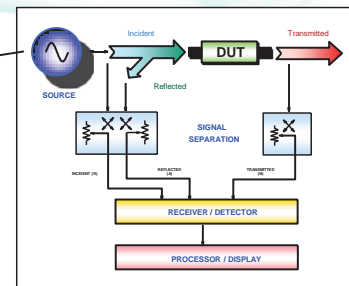 Incident
Transmitted
DUT
SOURCE
Reflected
SIGNAL
SEPARATION
INCIDENT (R)
REFLECTED
(A)
TRANSMITTED
(B)
RECEIVER / DETECTOR
PROCESSOR / DISPLAY